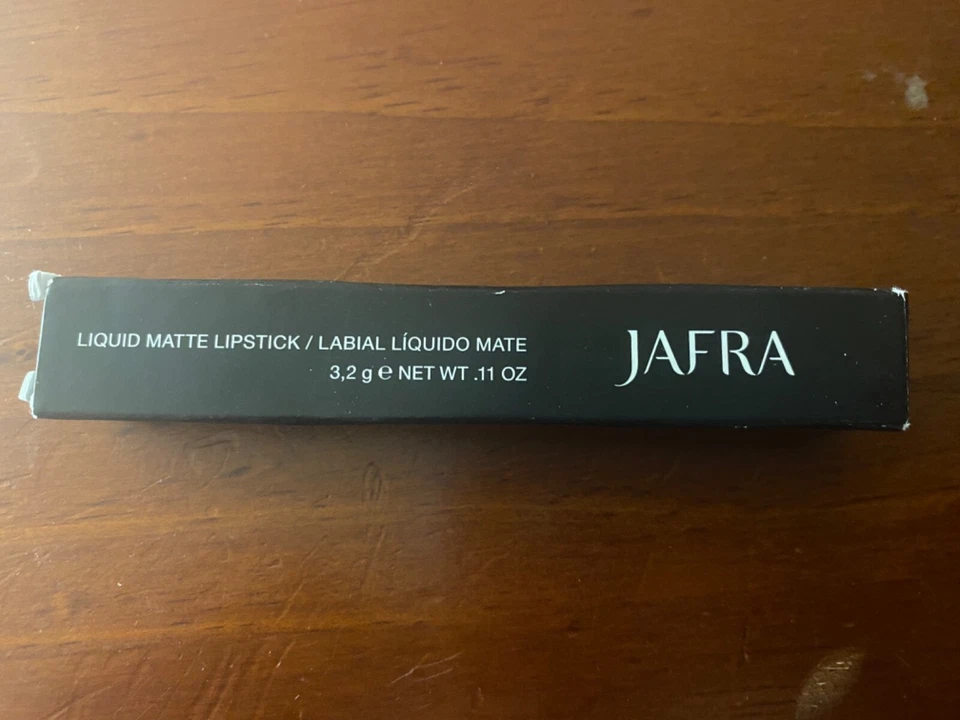 LIQUID MATTE LIPSTICK / LABIAL LÍQUIDO MATE
3,2 g ℮ NET WT .11 OZ
JAFRA